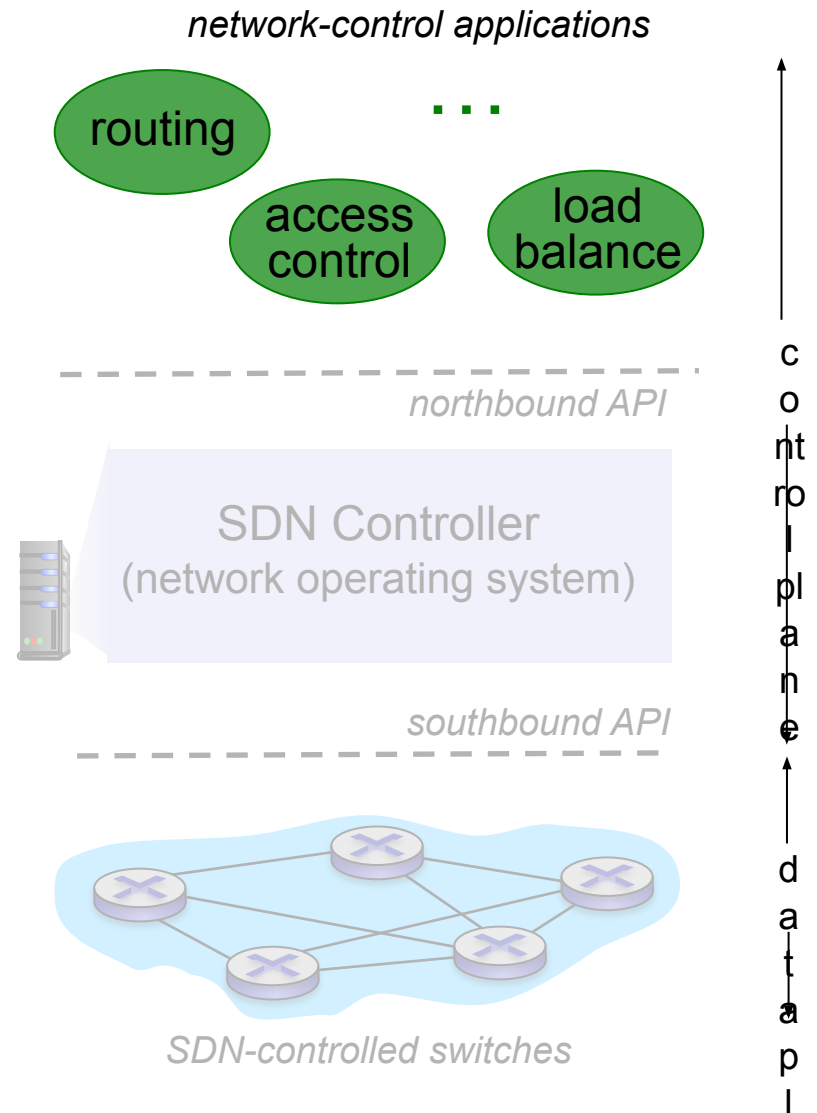 network-control applications
routing
...
access
control
load
balance
northbound API
SDN Controller
(network operating system)
southbound API
SDN-controlled switches
c
o
nt
ro
l
pl
a
n
e
d
a
t
a
p
l